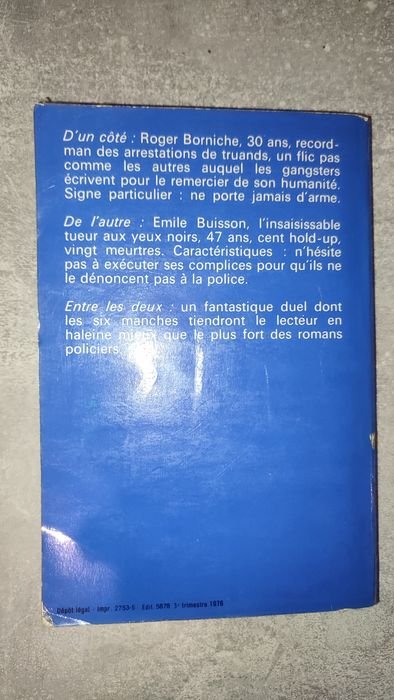 D'un côté : Roger Borniche, 30 ans, record-
man des arrestations de truands, un flic pas
comme les autres auquel les gangsters
écrivent pour le remercier de son humanité.
Signe particulier : ne porte jamais d'arme.
De l'autre : Emile Buisson, l'insaisissable
tueur aux yeux noirs, 47 ans, cent hold-up,
vingt meurtres. Caractéristiques : n'hésite
pas à exécuter ses complices pour qu'ils ne
le dénoncent pas à la police.
Entre les deux : un fantastique duel dont
les six manches tiendront le lecteur en
haleine mieux que le plus fort des romans
policiers.
Dépôt légal - Impr. 2753-5 Edit. 5876 3e trimestre 1976